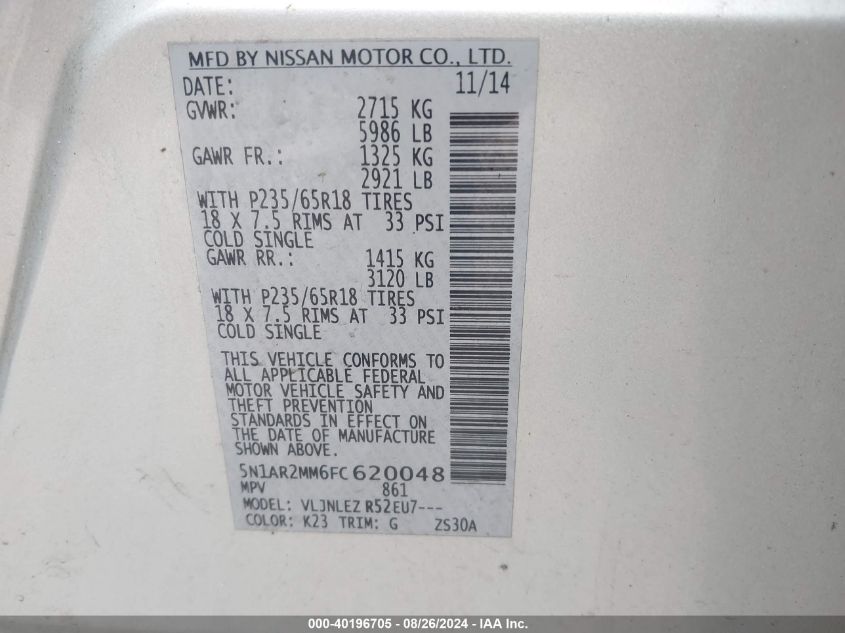 MFD BY NISSAN MOTOR CO., LTD.
DATE: 11/14
GVWR: 2715 KG
5986 LB
GAWR FR.: 1325 KG
2921 LB
WITH P235/65R18 TIRES
18 X 7.5 RIMS AT 33 PSI
COLD SINGLE
GAWR RR.: 1415 KG
3120 LB
WITH P235/65R18 TIRES
18 X 7.5 RIMS AT 33 PSI
COLD SINGLE
THIS VEHICLE CONFORMS TO
ALL APPLICABLE FEDERAL
MOTOR VEHICLE SAFETY AND
THEFT PREVENTION
STANDARDS IN EFFECT ON
THE DATE OF MANUFACTURE
SHOWN ABOVE.
5N1AR2MM6FC620048
MPV 861
MODEL: VLJNLEZ R52EU7---
COLOR: K23 TRIM: G ZS30A
000-40196705 - 08/26/2024 - IAA Inc.